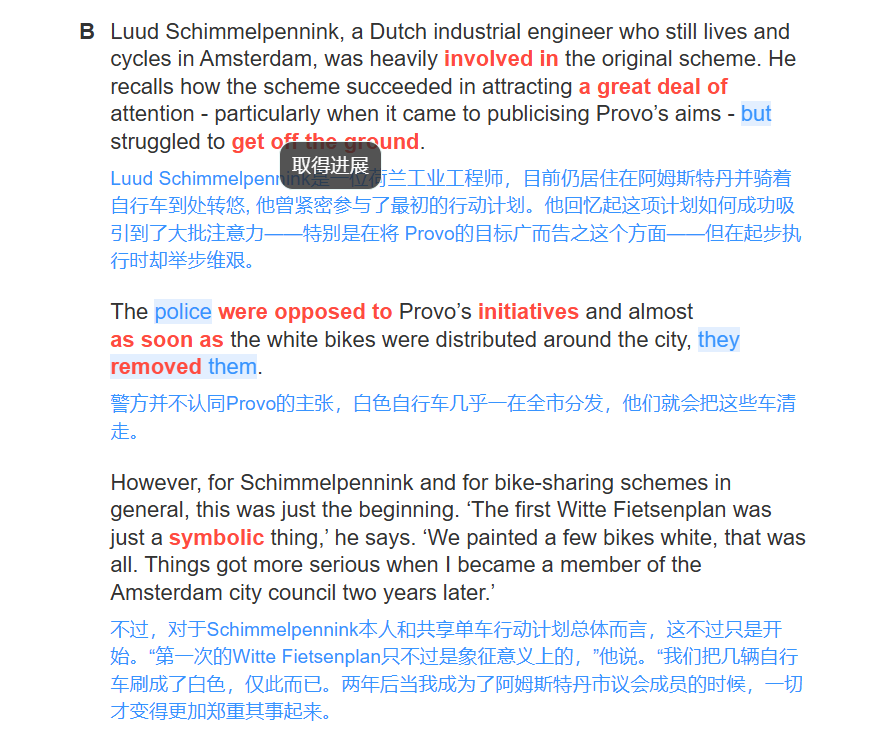 B Luud Schimmelpennink, a Dutch industrial engineer who still lives and
cycles in Amsterdam, was heavily involved in the original scheme. He
recalls how the scheme succeeded in attracting a great deal of
attention - particularly when it came to publicising Provo’s aims - but
struggled to get off the ground.
取得进展
Luud Schimmelpennink是一位荷兰工业工程师，目前仍居住在阿姆斯特丹并骑着
自行车到处转悠, 他曾紧密参与了最初的行动计划。他回忆起这项计划如何成功吸
引到了大批注意力——特别是在将 Provo的目标广而告之这个方面——但在起步执
行时却举步维艰。
The police were opposed to Provo’s initiatives and almost
as soon as the white bikes were distributed around the city, they
removed them.
警方并不认同Provo的主张，白色自行车几乎一在全市分发，他们就会把这些车清
走。
However, for Schimmelpennink and for bike-sharing schemes in
general, this was just the beginning. ‘The first Witte Fietsenplan was
just a symbolic thing,’ he says. ‘We painted a few bikes white, that was
all. Things got more serious when I became a member of the
Amsterdam city council two years later.’
不过，对于Schimmelpennink本人和共享单车行动计划总体而言，这不过只是开
始。“第一次的Witte Fietsenplan只不过是象征意义上的，”他说。“我们把几辆自行
车刷成了白色，仅此而已。两年后当我成为了阿姆斯特丹市议会成员的时候，一切
才变得更加郑重其事起来。